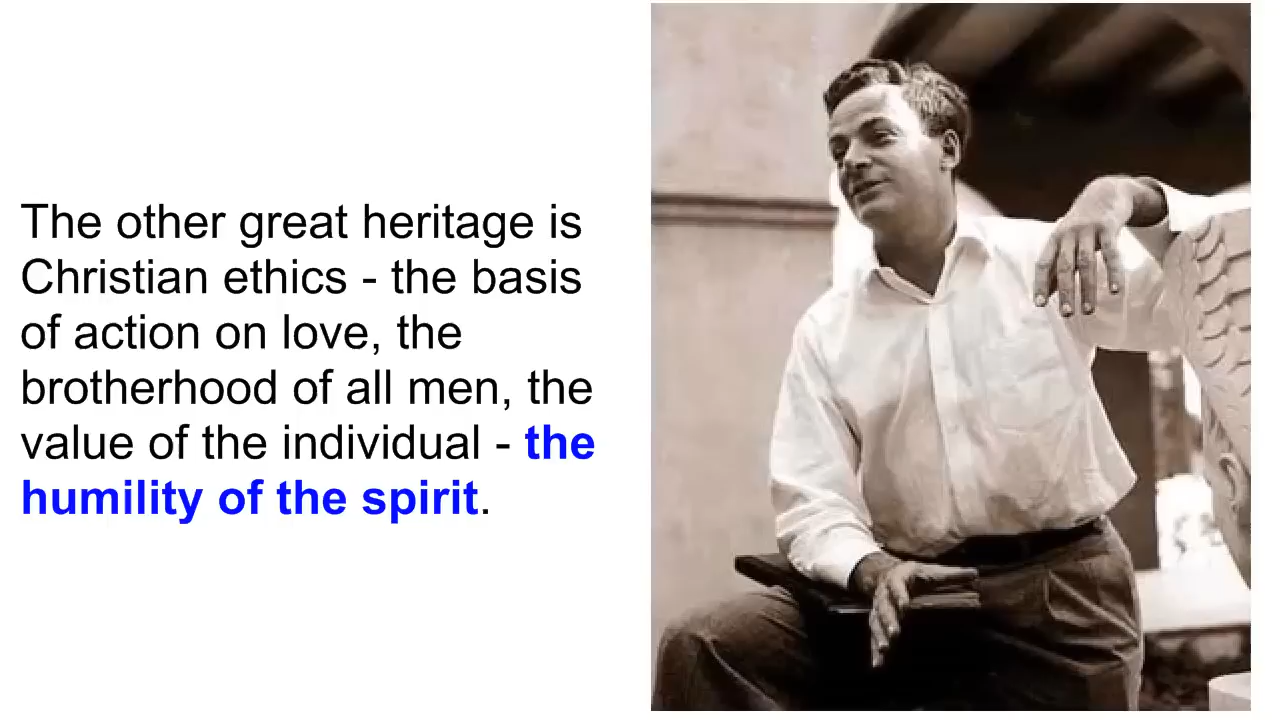 The other great heritage is
Christian ethics - the basis
of action on love, the
brotherhood of all men, the
value of the individual - the
humility of the spirit.